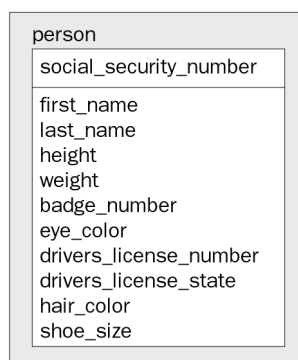 person
social_security_number
first_name
last_name
height
weight
badge_number
eye_color
drivers_license_number
drivers_license_state
hair_color
shoe_size